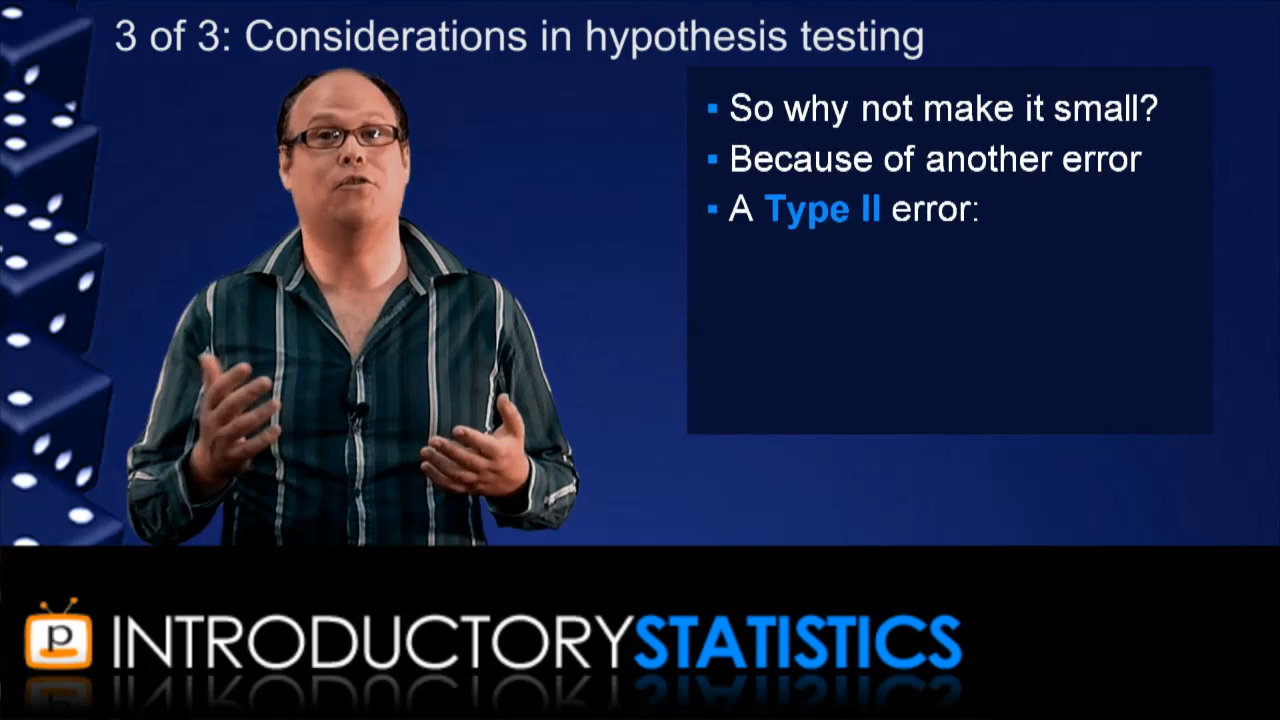 3 of 3: Considerations in hypothesis testing
So why not make it small?
Because of another error
A Type II error:
p
INTRODUCTORYSTATISTICS